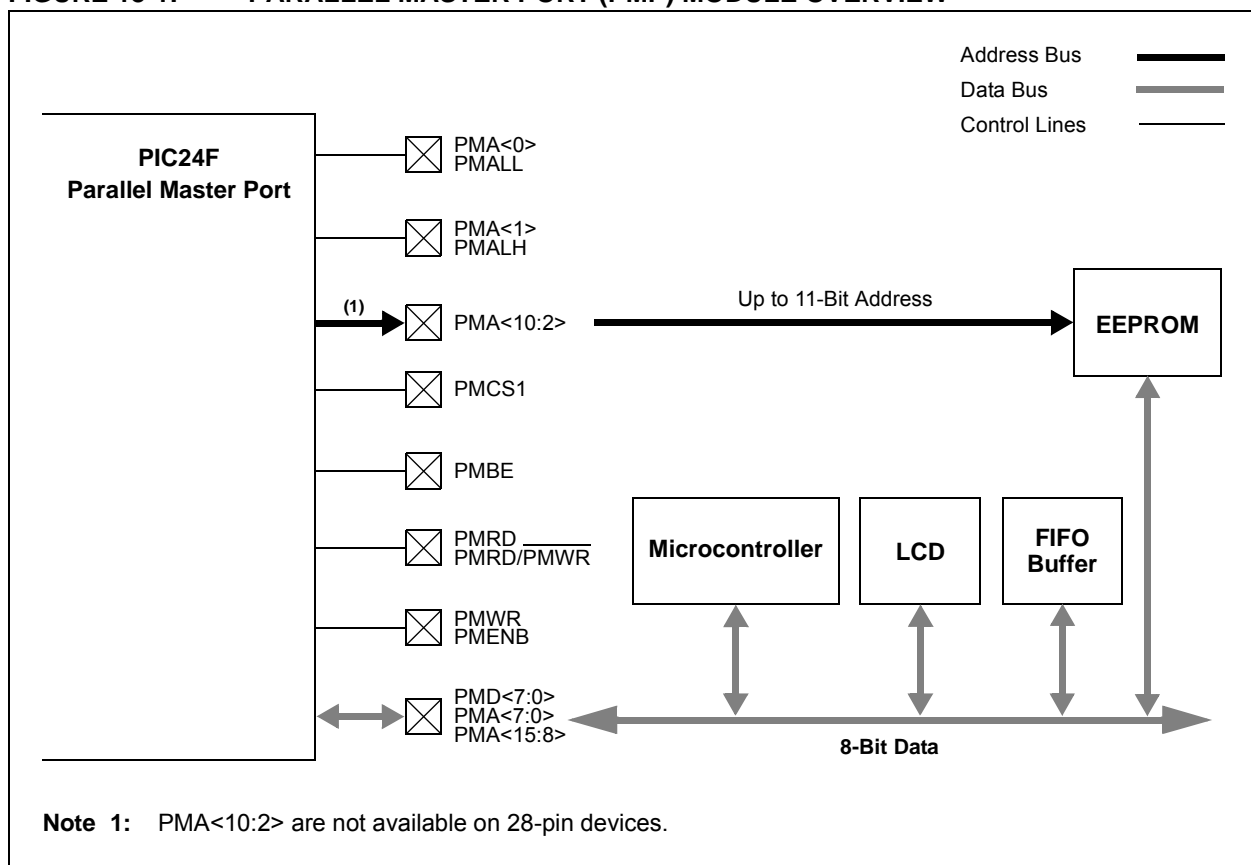 Address Bus
Data Bus
Control Lines
PIC24F
Parallel Master Port
PMA<0>
PMALL
PMA<1>
PMALH
(1)
PMA<10:2>
Up to 11-Bit Address
EEPROM
PMCS1
PMBE
PMRD
PMRD/PMWR
Microcontroller
LCD
FIFO
Buffer
PMWR
PMENB
PMD<7:0>
PMA<7:0>
PMA<15:8>
8-Bit Data
Note 1: PMA<10:2> are not available on 28-pin devices.